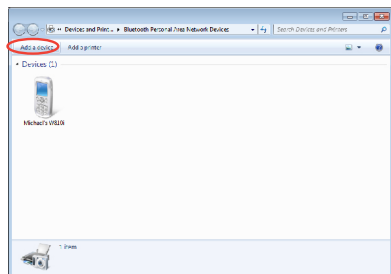 Devices and Print... Bluetooth Personal Area Network Devices Search Devices and Printers
Add a device Add a printer
Devices (1)
Michael's W810i
1 item